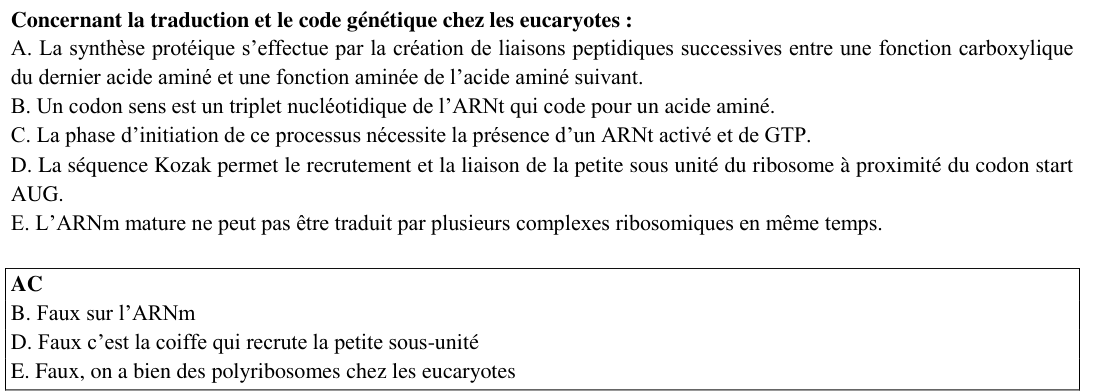 Concernant la traduction et le code génétique chez les eucaryotes :
A. La synthèse protéique s’effectue par la création de liaisons peptidiques successives entre une fonction carboxylique
du dernier acide aminé et une fonction aminée de l’acide aminé suivant.
B. Un codon sens est un triplet nucléotidique de l’ARNt qui code pour un acide aminé.
C. La phase d’initiation de ce processus nécessite la présence d’un ARNt activé et de GTP.
D. La séquence Kozak permet le recrutement et la liaison de la petite sous unité du ribosome à proximité du codon start
AUG.
E. L’ARNm mature ne peut pas être traduit par plusieurs complexes ribosomiques en même temps.
AC
B. Faux sur l’ARNm
D. Faux c’est la coiffe qui recrute la petite sous-unité
E. Faux, on a bien des polyribosomes chez les eucaryotes